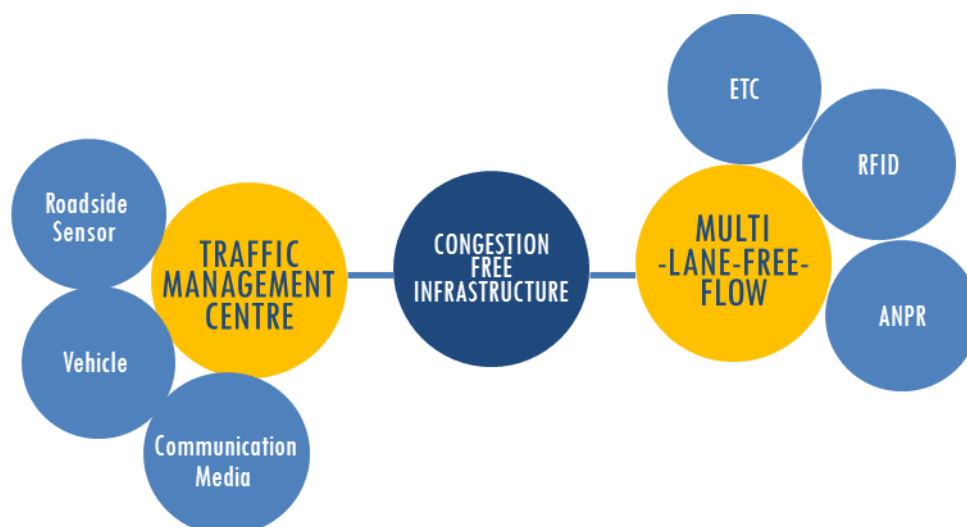 Roadside
Sensor
Vehicle
Communication
Media
TRAFFIC
MANAGEMENT
CENTRE
CONGESTION
FREE
INFRASTRUCTURE
MULTI
-LANE-FREE-
FLOW
ETC
RFID
ANPR